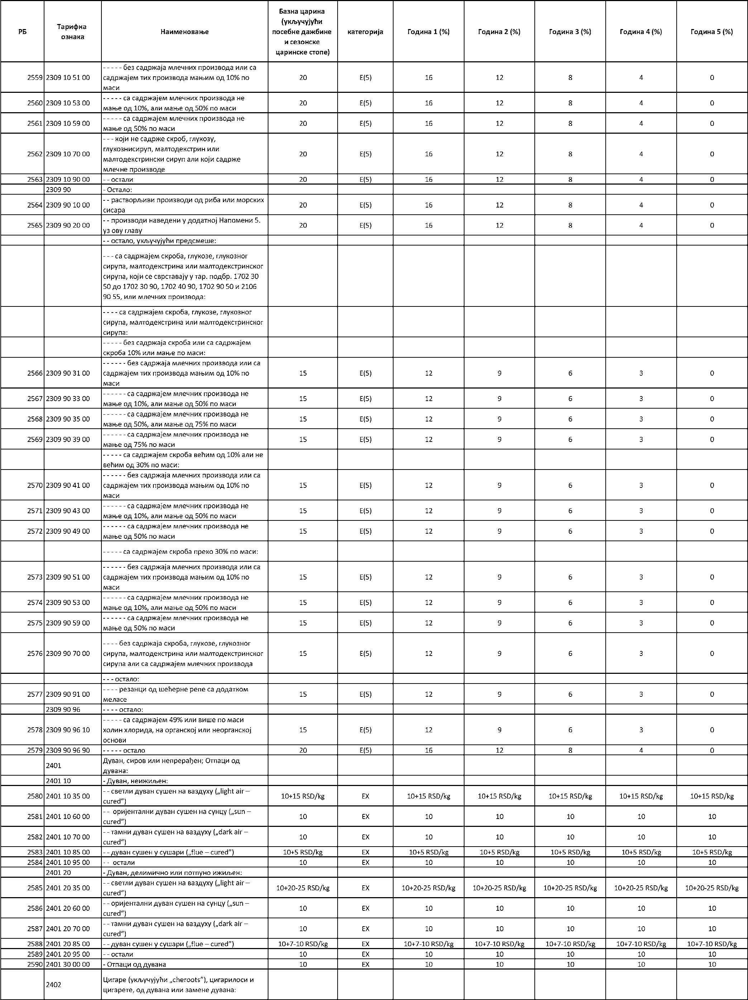 РБ Тарифна ознака Наименовање Базна царина (укључујући посебне дажбине и сезонске царинске стопе) категорија Година 1 (%) Година 2 (%) Година 3 (%) Година 4 (%) Година 5 (%)
2559 2309 10 51 00 - - - - - без садржаја млечних производа или са садржајем тих производа мањим од 10% по маси 20 E(5) 16 12 8 4 0
2560 2309 10 53 00 - - - - - са садржајем млечних производа не мање од 10%, али мање од 50% по маси 20 E(5) 16 12 8 4 0
2561 2309 10 59 00 - - - - - са садржајем млечних производа не мање од 50% по маси 20 E(5) 16 12 8 4 0
2562 2309 10 70 00 - - - који не садрже скроб, глукозу, глукознисируп, малтодекстрин или малтодекстрински сируп али који садрже млечне производе 20 E(5) 16 12 8 4 0
2563 2309 10 90 00 - - остали 20 E(5) 16 12 8 4 0
2309 90 - Остало:
2564 2309 90 10 00 - - растворљиви производи од риба или морских сисара 20 E(5) 16 12 8 4 0
2565 2309 90 20 00 - - производи наведени у додатној Напомени 5. уз ову главу 20 E(5) 16 12 8 4 0
- - остало, укључујући предсмеше:
- - - са садржајем скроба, глукозе, глукозног сирупа, малтодекстрина или малтодекстринског сирупа, који се сврставају у тар. подбр. 1702 30 50 до 1702 30 90, 1702 40 90, 1702 90 50 и 2106 90 55, или млечних производа:
- - - - са садржајем скроба, глукозе, глукозног сирупа, малтодекстрина или малтодекстринског сирупа:
- - - - - без садржаја скроба или са садржајем скроба 10% или мање по маси:
2566 2309 90 31 00 - - - - - - без садржаја млечних производа или са садржајем тих производа мањим од 10% по маси 15 E(5) 12 9 6 3 0
2567 2309 90 33 00 - - - - - - са садржајем млечних производа не мање од 10%, али мање од 50% по маси 15 E(5) 12 9 6 3 0
2568 2309 90 35 00 - - - - - - са садржајем млечних производа не мање од 50%, али мање од 75% по маси 15 E(5) 12 9 6 3 0
2569 2309 90 39 00 - - - - - - са садржајем млечних производа не мање од 75% по маси 15 E(5) 12 9 6 3 0
- - - - - са садржајем скроба већим од 10% али не већим од 30% по маси:
2570 2309 90 41 00 - - - - - - без садржаја млечних производа или са садржајем тих производа мањим од 10% по маси 15 E(5) 12 9 6 3 0
2571 2309 90 43 00 - - - - - - са садржајем млечних производа не мање од 10%, али мање од 50% по маси 15 E(5) 12 9 6 3 0
2572 2309 90 49 00 - - - - - - са садржајем млечних производа не мање од 50% по маси 15 E(5) 12 9 6 3 0
- - - - - са садржајем скроба преко 30% по маси:
2573 2309 90 51 00 - - - - - - без садржаја млечних производа или са садржајем тих производа мањим од 10% по маси 15 E(5) 12 9 6 3 0
2574 2309 90 53 00 - - - - - - са садржајем млечних производа не мање од 10%, али мање од 50% по маси 15 E(5) 12 9 6 3 0
2575 2309 90 59 00 - - - - - - са садржајем млечних производа не мање од 50% по маси 15 E(5) 12 9 6 3 0
2576 2309 90 70 00 - - - - без садржаја скроба, глукозе, глукозног сирупа, малтодекстрина или малтодекстринског сирупа али са садржајем млечних производа 15 E(5) 12 9 6 3 0
- - - остало:
2577 2309 90 91 00 - - - - резанци од шећерне репе са додатком меласе 15 E(5) 12 9 6 3 0
2309 90 96 - - - - остало:
2578 2309 90 96 10 - - - - - са садржајем 49% или више по маси холин хлорида, на органској или неорганској основи 15 E(5) 12 9 6 3 0
2579 2309 90 96 90 - - - - - остало 20 E(5) 16 12 8 4 0
2401 Дуван, сиров или непрерађен; Отпаци од дувана:
2401 10 - Дуван, неижиљен:
2580 2401 10 35 00 - - светли дуван сушен на ваздуху („light air – cured”) 10+15 RSD/kg EX 10+15 RSD/kg 10+15 RSD/kg 10+15 RSD/kg 10+15 RSD/kg 10+15 RSD/kg
2581 2401 10 60 00 - - оријентални дуван сушен на сунцу („sun – cured”) 10 EX 10 10 10 10 10
2582 2401 10 70 00 - - тамни дуван сушен на ваздуху („dark air – cured”) 10 EX 10 10 10 10 10
2583 2401 10 85 00 - - дуван сушен у сушари („flue – cured”) 10+5 RSD/kg EX 10+5 RSD/kg 10+5 RSD/kg 10+5 RSD/kg 10+5 RSD/kg 10+5 RSD/kg
2584 2401 10 95 00 - - остали 10 EX 10 10 10 10 10
2401 20 - Дуван, делимично или потпуно ижиљен:
2585 2401 20 35 00 - - светли дуван сушен на ваздуху („light air – cured”) 10+20-25 RSD/kg EX 10+20-25 RSD/kg 10+20-25 RSD/kg 10+20-25 RSD/kg 10+20-25 RSD/kg 10+20-25 RSD/kg
2586 2401 20 60 00 - - оријентални дуван сушен на сунцу („sun – cured”) 10 EX 10 10 10 10 10
2587 2401 20 70 00 - - тамни дуван сушен на ваздуху („dark air – cured”) 10 EX 10 10 10 10 10
2588 2401 20 85 00 - - дуван сушен у сушари („flue – cured”) 10+7-10 RSD/kg EX 10+7-10 RSD/kg 10+7-10 RSD/kg 10+7-10 RSD/kg 10+7-10 RSD/kg 10+7-10 RSD/kg
2589 2401 20 95 00 - - остали 10 EX 10 10 10 10 10
2590 2401 30 00 00 - Отпаци од дувана 10 EX 10 10 10 10 10
2402 Цигаре (укључујући „cheroots”), цигарилоси и цигарете, од дувана или замене дувана: